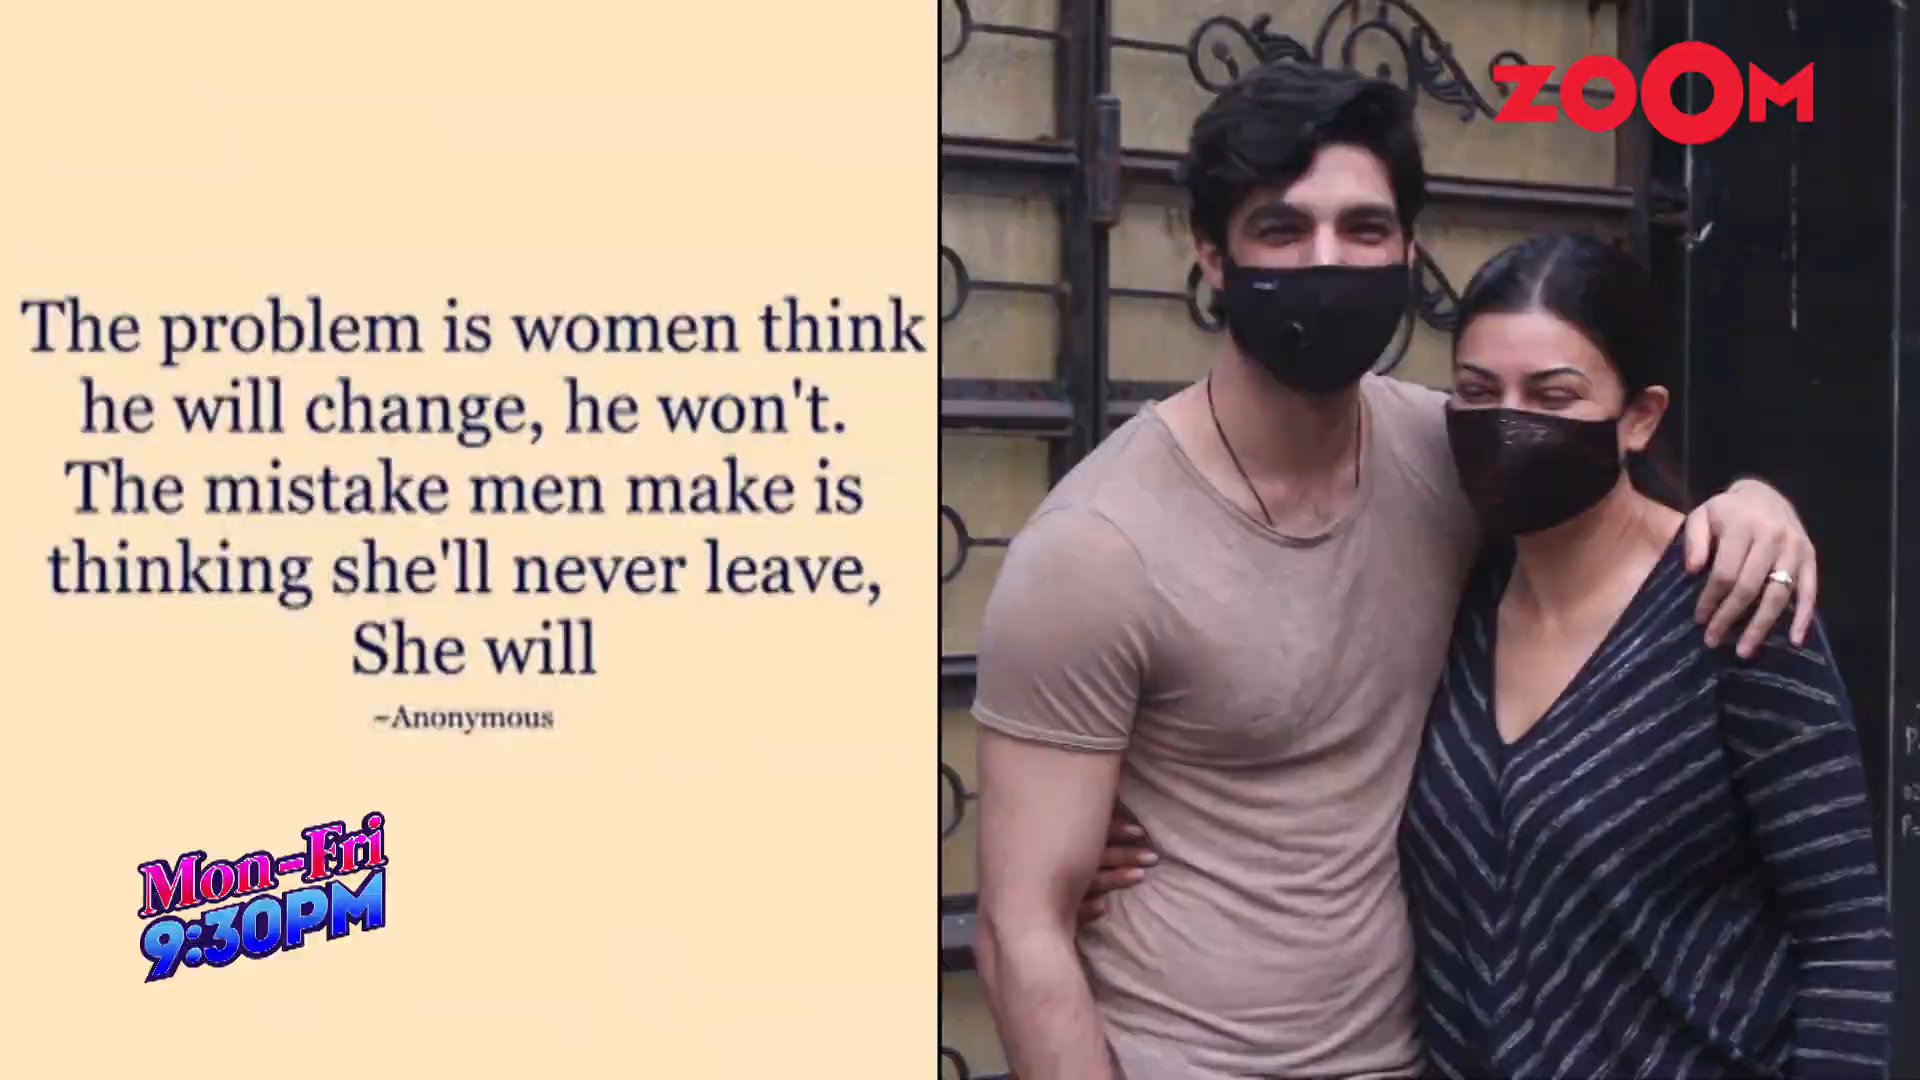 The problem is women think
he will change, he won't.
The mistake men make is
thinking she'll never leave,
She will
~Anonymous
Mon-Fri
9:30PM
ZOOM